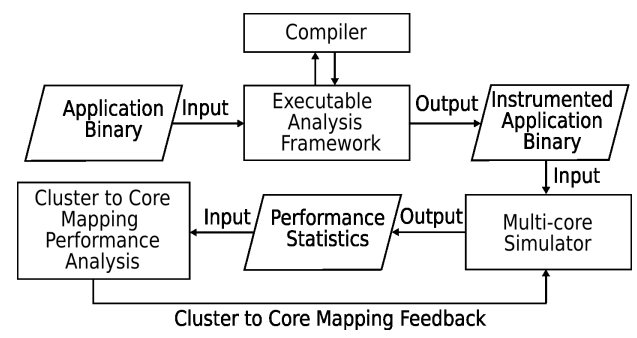 Compiler
Application
Binary
Input
Executable
Analysis
Framework
Output
Instrumented
Application
Binary
Input
Cluster to Core
Mapping
Performance
Analysis
Input
Performance
Statistics
Output
Multi-core
Simulator
Cluster to Core Mapping Feedback